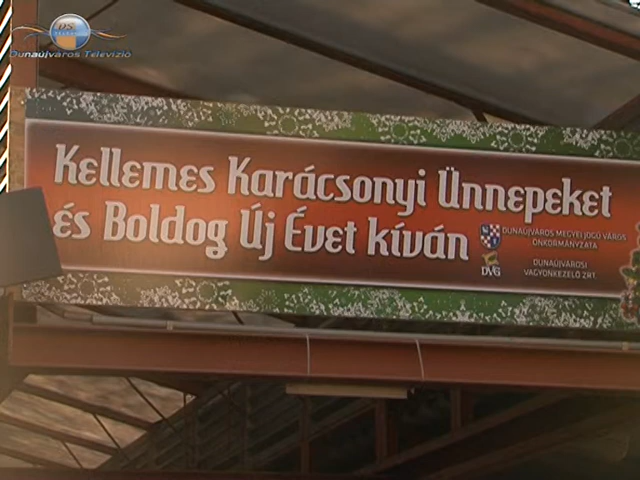 DS
Dunaújváros Televízió
Kellemes Karácsonyi Ünnepeket
és Boldog Új Évet kíván
DUNAÚJVÁROS MEGYEI JOGÚ VÁROS
ÖNKORMÁNYZATA
DVG
DUNAÚJVÁROSI
VAGYONKEZELŐ ZRT.